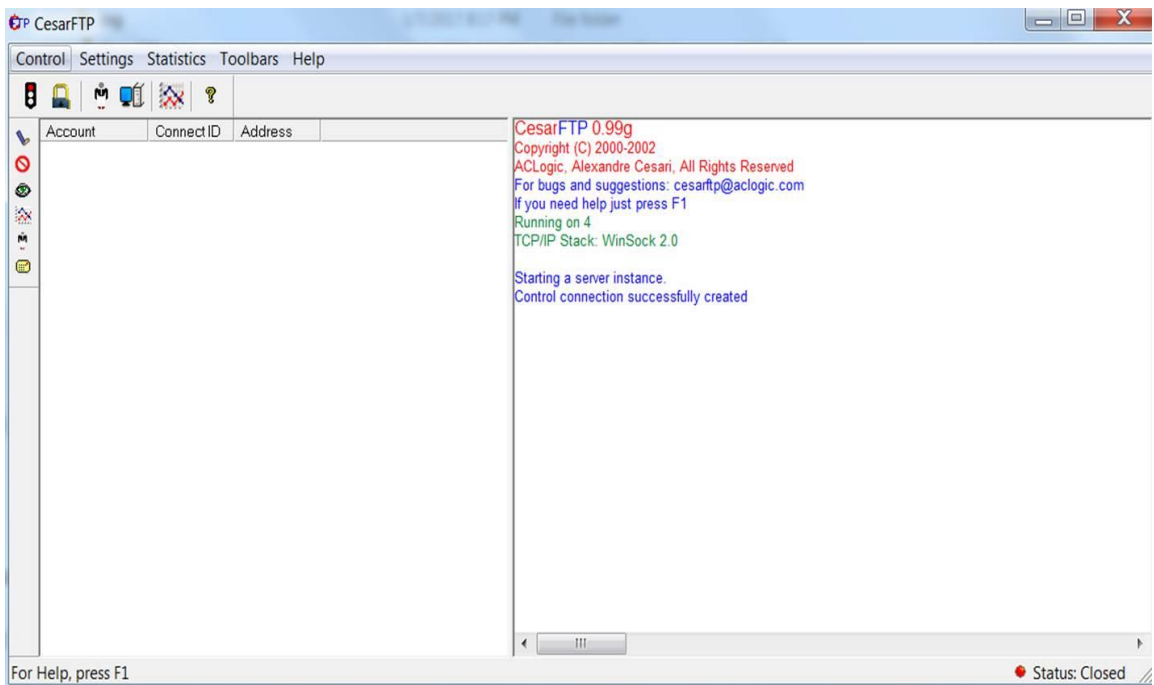 FTP CesarFTP
Control Settings Statistics Toolbars Help
Account Connect ID Address
CesarFTP 0.99g
Copyright (C) 2000-2002
ACLogic, Alexandre Cesari, All Rights Reserved
For bugs and suggestions: cesarftp@aclogic.com
If you need help just press F1
Running on 4
TCP/IP Stack: WinSock 2.0
Starting a server instance.
Control connection successfully created
For Help, press F1
Status: Closed